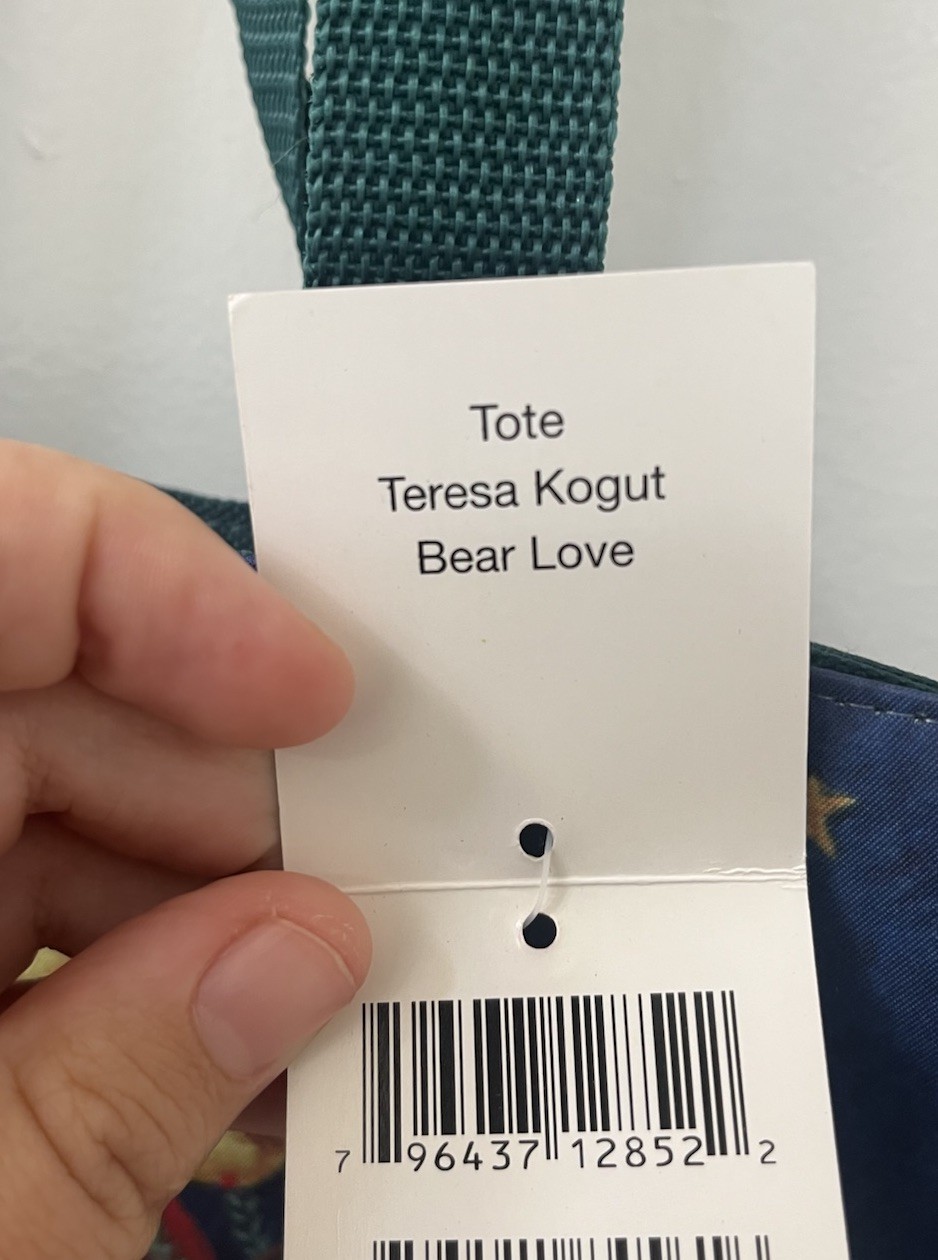 Tote
Teresa Kogut
Bear Love
7 96437 12852 2